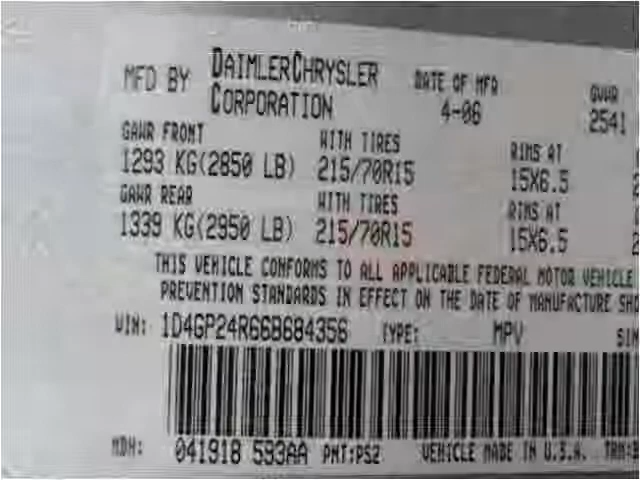 MFD BY DAIMLERCHRYSLER CORPORATION DATE OF MFR 4-06 GVWR 2541
GAWR FRONT WITH TIRES RIMS AT
1293 KG(2850 LB) 215/70R15 15X6.5
GAWR REAR WITH TIRES RIMS AT
1339 KG(2950 LB) 215/70R15 15X6.5
THIS VEHICLE CONFORMS TO ALL APPLICABLE FEDERAL MOTOR VEHICLE
PREVENTION STANDARDS IN EFFECT ON THE DATE OF MANUFACTURE
VIN: 1D4GP24R66B684356 TYPE: MPV
MDH: 041918 593AA PNT:PS2 VEHICLE MADE IN U.S.A.